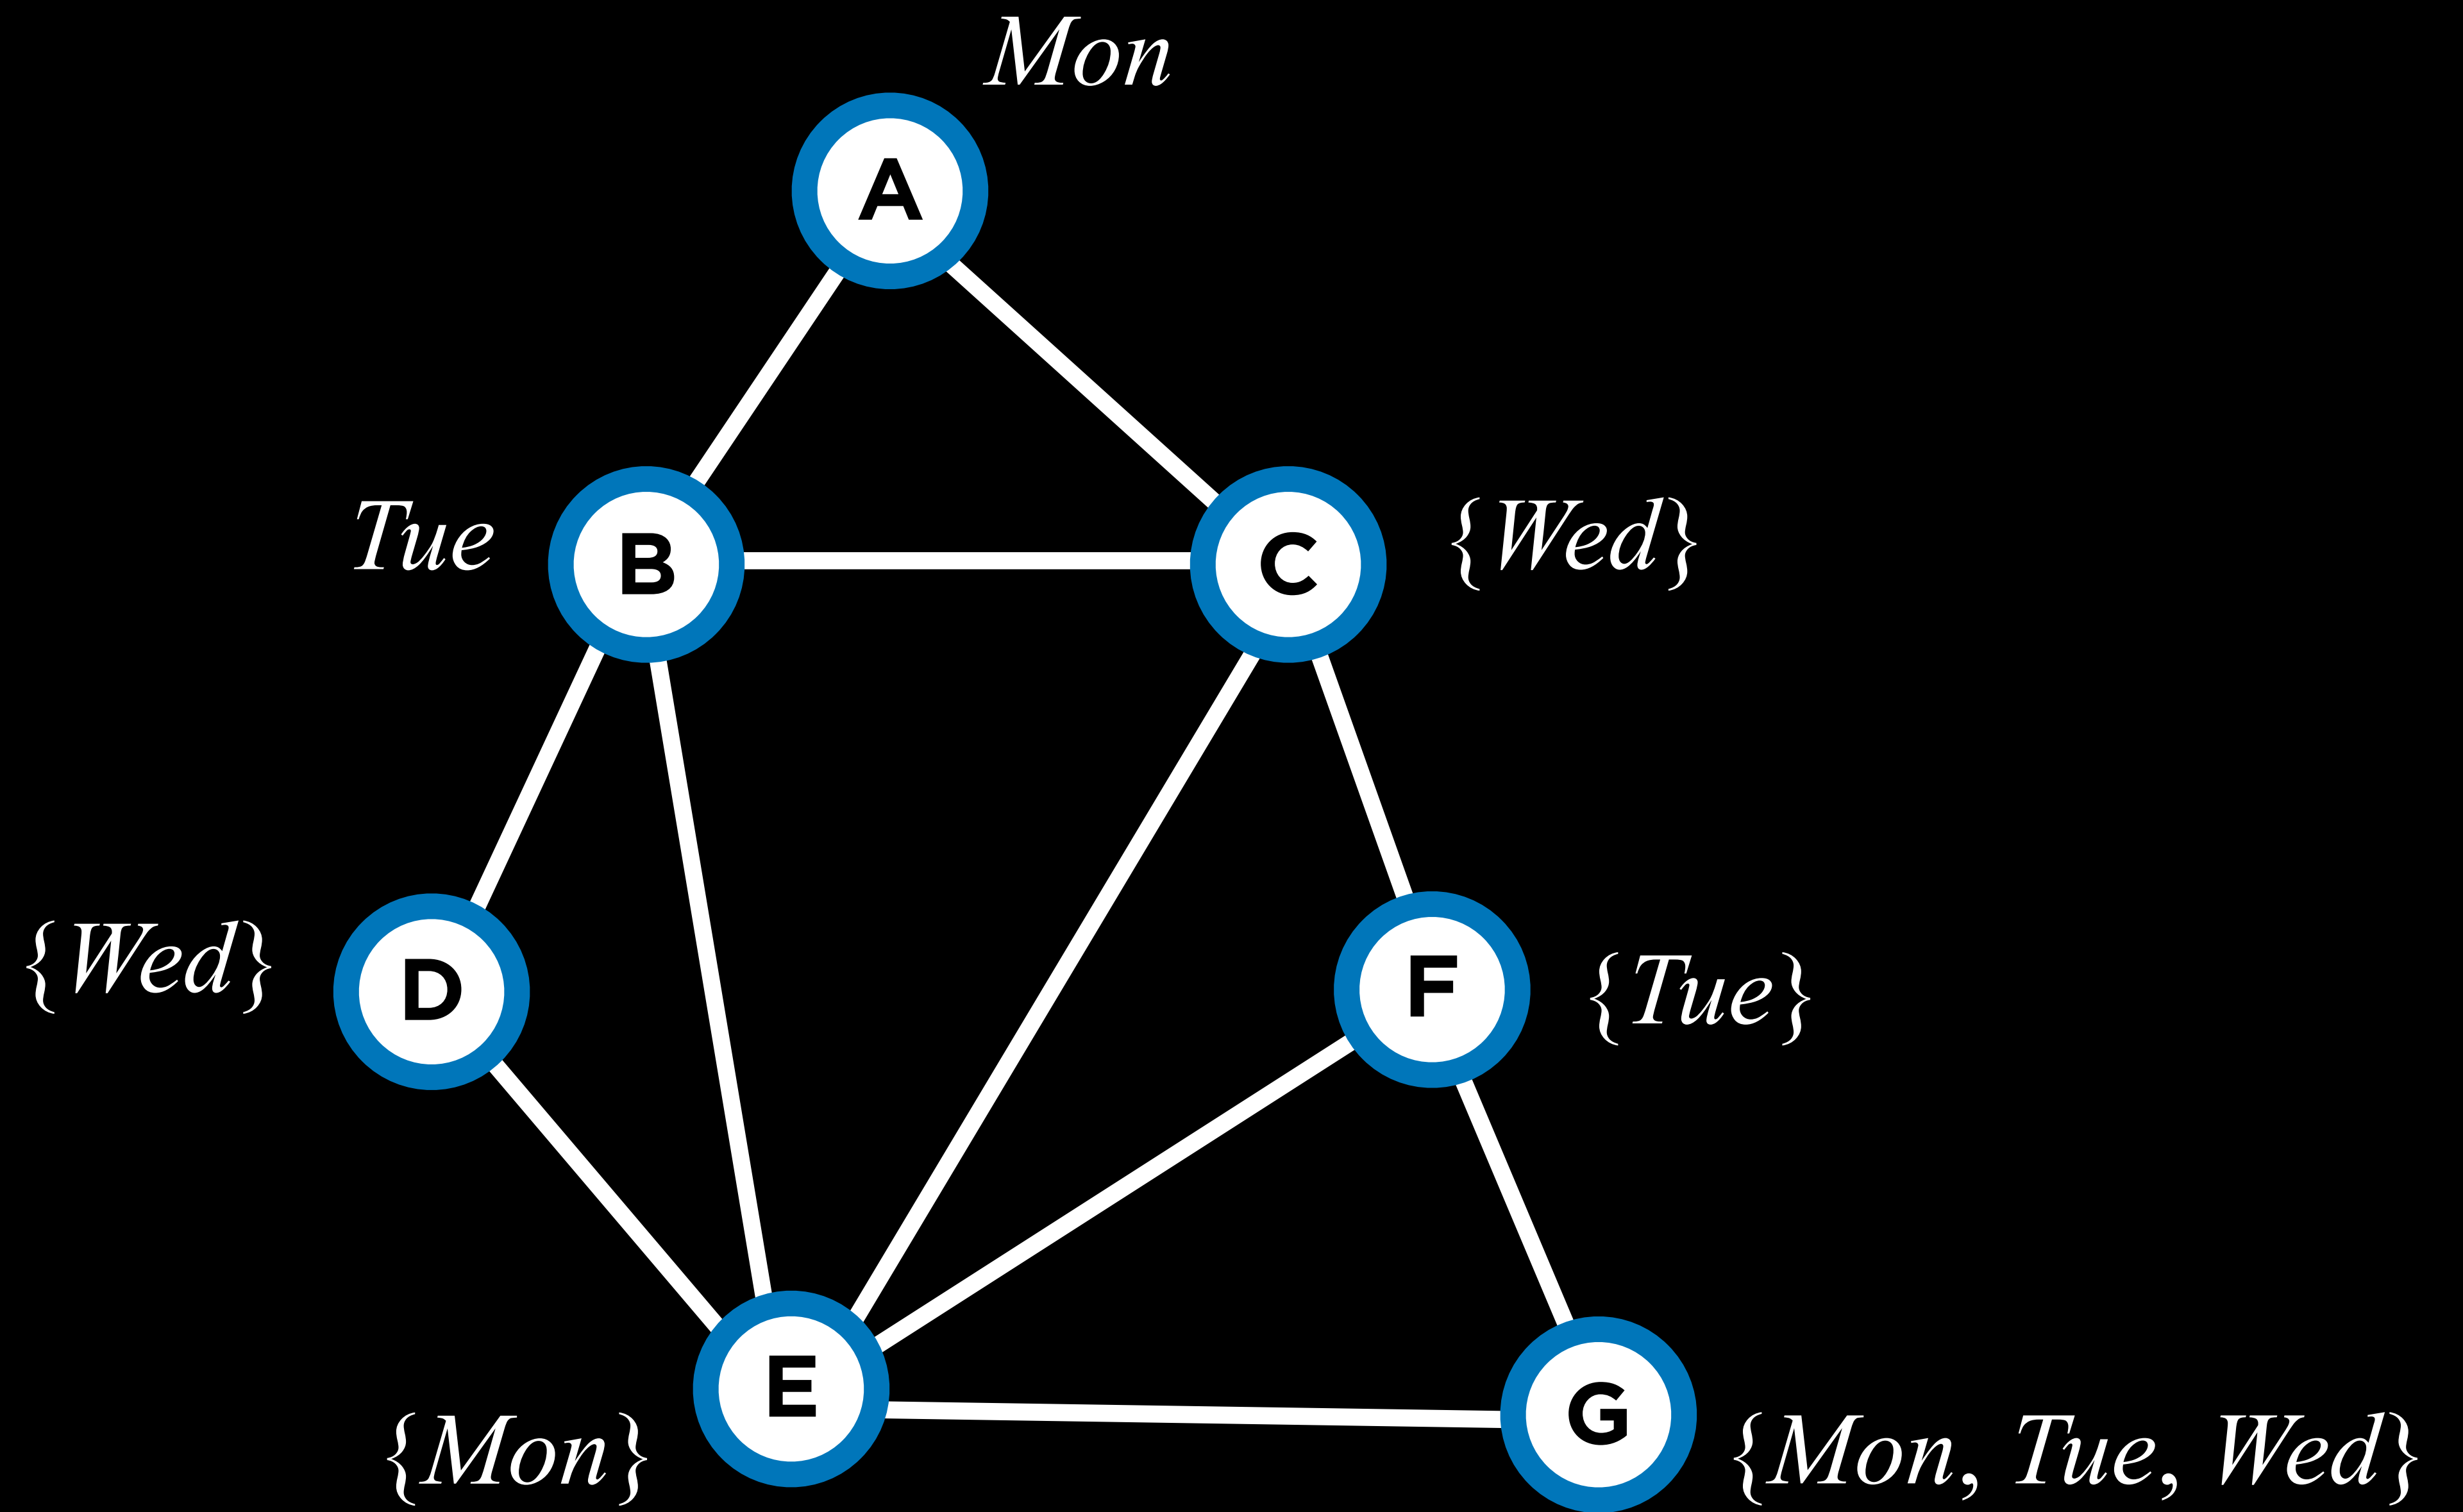 Mon
A
Tue
B
C
{Wed}
{Wed}
D
F
{Tue}
E
G
{Mon}
{Mon, Tue, Wed}